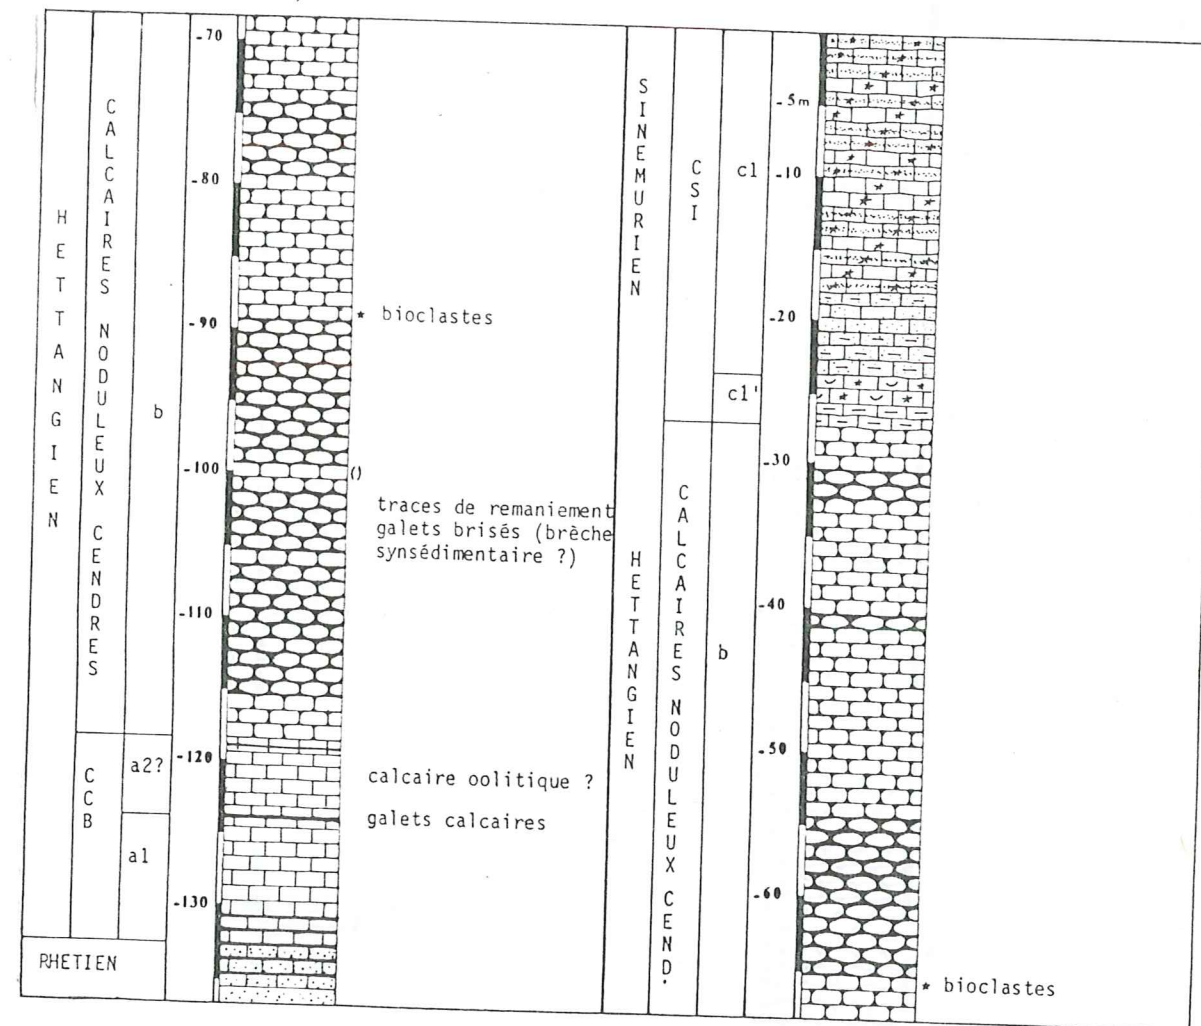 HETTANGIEN
CALCAIRES NODULEUX CENDRES
b
-70
-80
-90
-100
-110
-120
-130
* bioclastes
()
traces de remaniement
galets brisés (brèche
synsédimentaire ?)
calcaire oolitique ?
galets calcaires
CCB
a2?
a1
RHETIEN
SINEMURIEN
CSI
c1
c1'
HETTANGIEN
CALCAIRES NODULEUX CEND.
b
-5m
-10
-20
-30
-40
-50
-60
* bioclastes